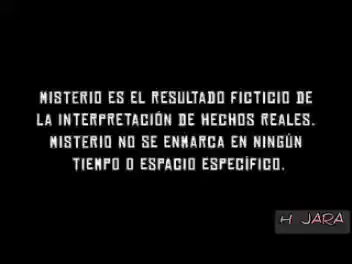 MISTERIO ES EL RESULTADO FICTICIO DE
LA INTERPRETACIÓN DE HECHOS REALES.
MISTERIO NO SE ENMARCA EN NINGÚN
TIEMPO O ESPACIO ESPECÍFICO.
H JARA